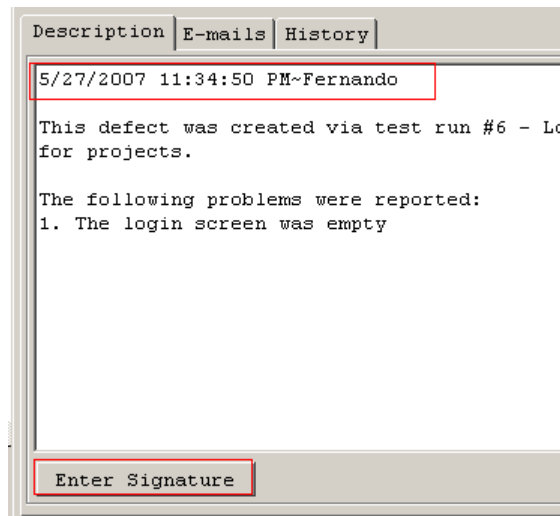 Description E-mails History
5/27/2007 11:34:50 PM~Fernando
This defect was created via test run #6 - Lo
for projects.
The following problems were reported:
1. The login screen was empty
Enter Signature